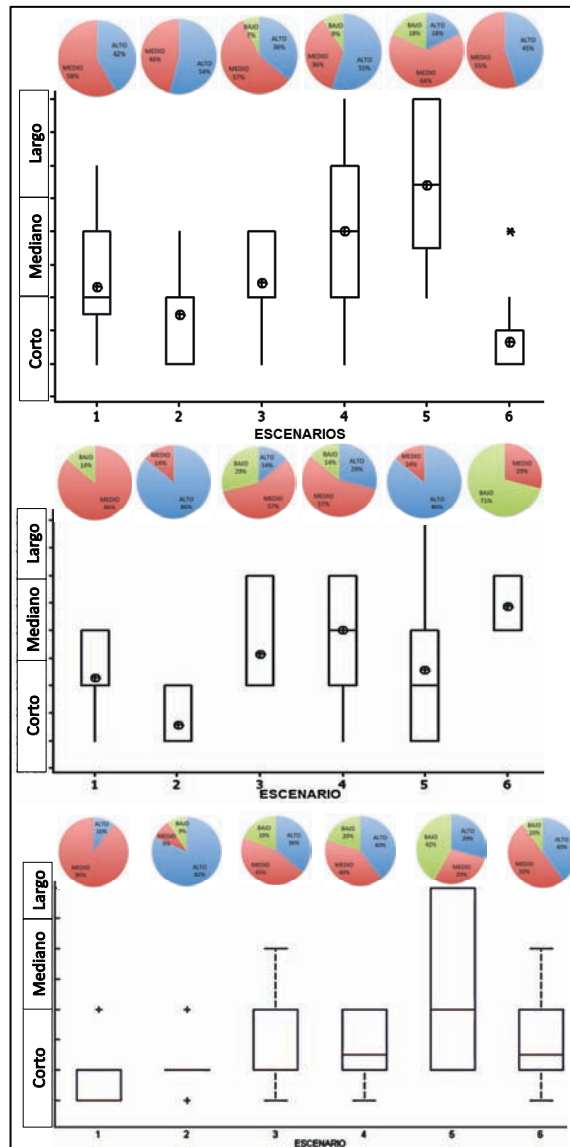 MEDIO 58% ALTO 42%
MEDIO 46% ALTO 54%
BAJO 7% ALTO 36% MEDIO 57%
BAJO 9% MEDIO 36% ALTO 55%
BAJO 18% ALTO 18% MEDIO 64%
ALTO 45% MEDIO 55%
Largo
Mediano
Corto
1 2 3 4 5 6
ESCENARIOS
BAJO 14% MEDIO 86%
MEDIO 14% ALTO 86%
BAJO 29% ALTO 14% MEDIO 57%
BAJO 14% ALTO 29% MEDIO 57%
MEDIO 14% ALTO 86%
MEDIO 29% BAJO 71%
Largo
Mediano
Corto
1 2 3 4 5 6
ESCENARIO
ALTO 10% MEDIO 90%
BAJO 9% MEDIO ALTO 82%
BAJO 19% ALTO 36% MEDIO 45%
BAJO 20% ALTO 40% MEDIO 40%
BAJO 42% ALTO 29% MEDIO 29%
BAJO 10% ALTO 40% MEDIO 50%
Largo
Mediano
Corto
1 2 3 4 5 6
ESCENARIO